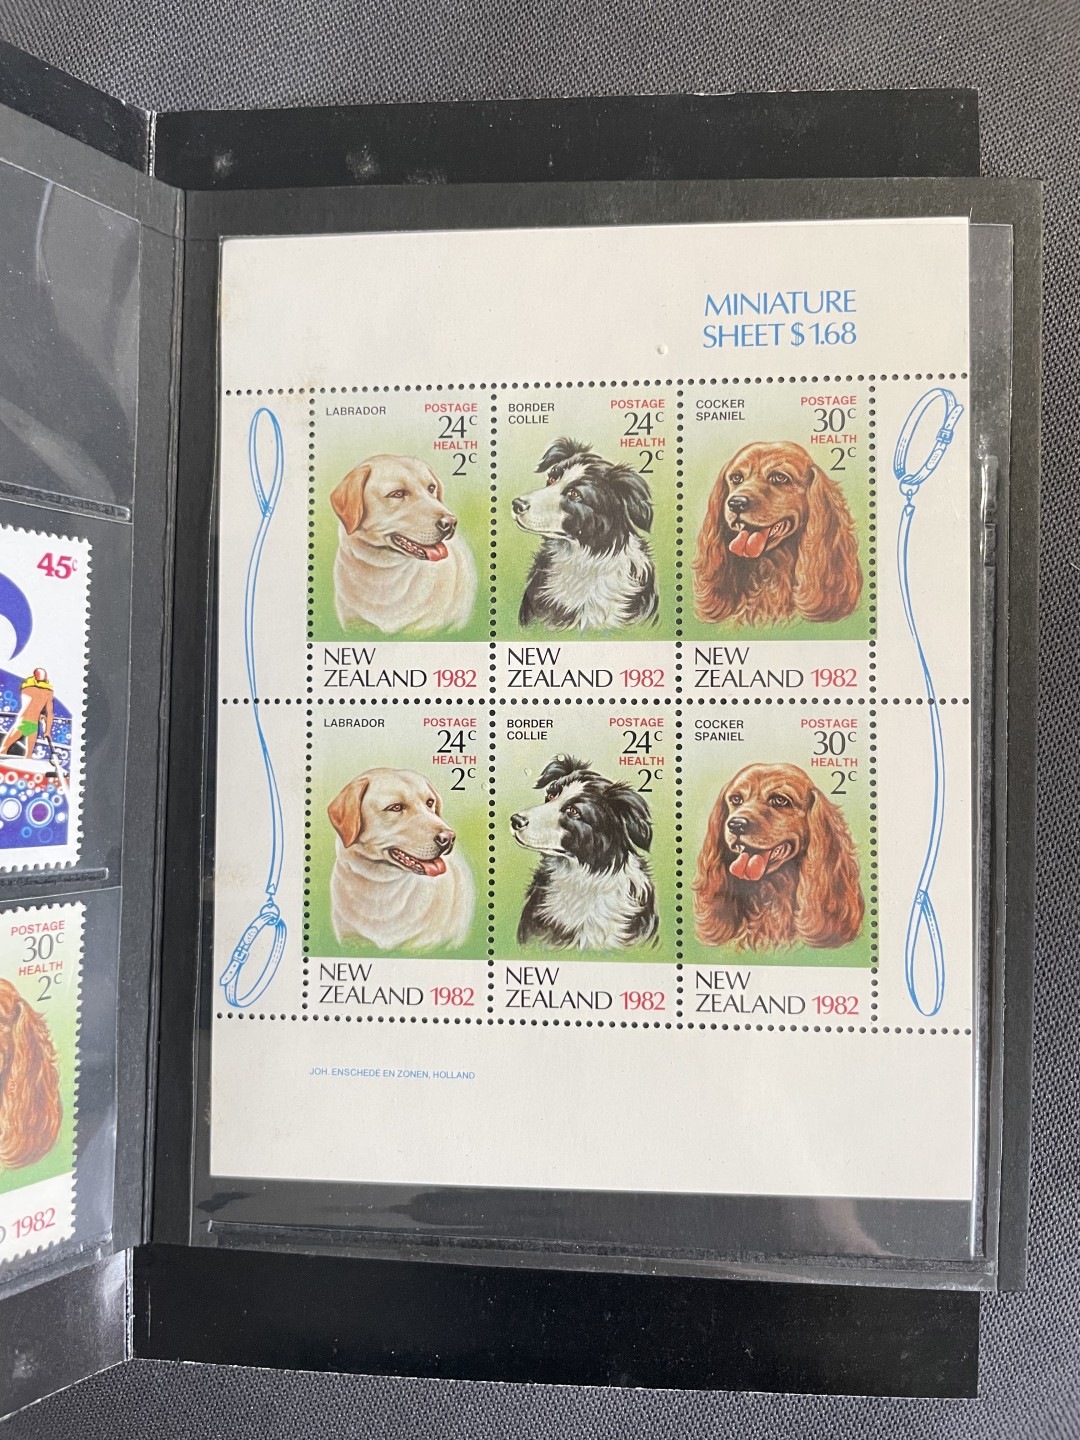 MINIATURE
SHEET $1.68
LABRADOR
POSTAGE
24c
HEALTH
2c
NEW
ZEALAND 1982
BORDER
COLLIE
POSTAGE
24c
HEALTH
2c
NEW
ZEALAND 1982
COCKER
SPANIEL
POSTAGE
30c
HEALTH
2c
NEW
ZEALAND 1982
LABRADOR
POSTAGE
24c
HEALTH
2c
NEW
ZEALAND 1982
BORDER
COLLIE
POSTAGE
24c
HEALTH
2c
NEW
ZEALAND 1982
COCKER
SPANIEL
POSTAGE
30c
HEALTH
2c
NEW
ZEALAND 1982
JOH. ENSCHEDE EN ZONEN, HOLLAND
45c
POSTAGE
30c
HEALTH
2c
1982